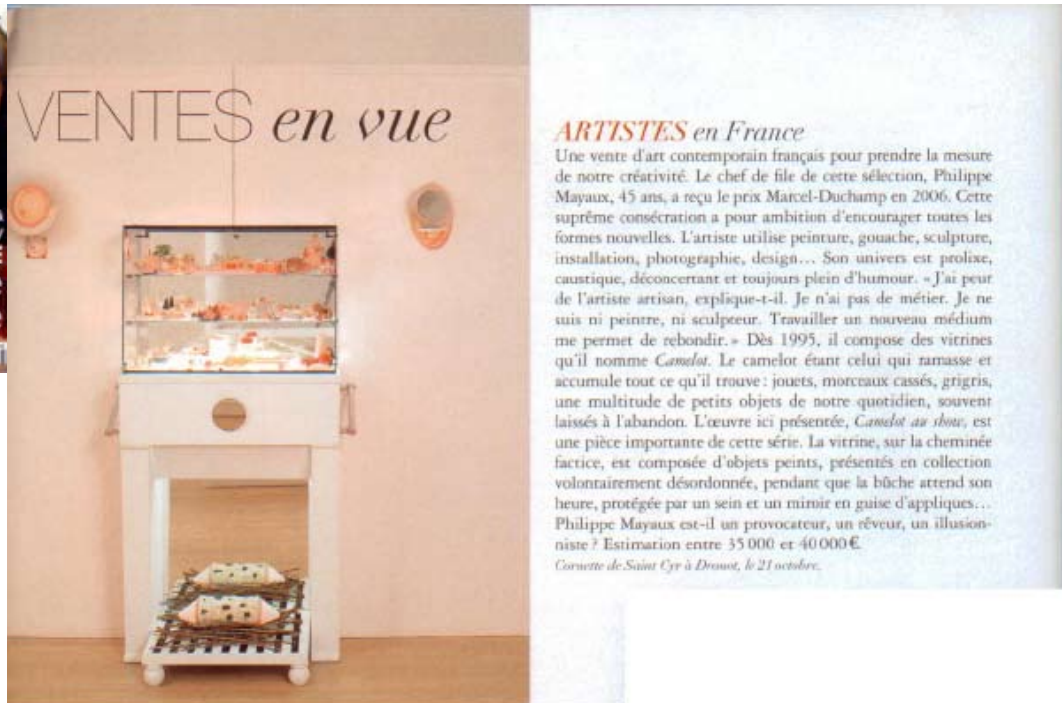 VENTES en vue
ARTISTES en France
Une vente d'art contemporain français pour prendre la mesure
de notre créativité. Le chef de file de cette sélection, Philippe
Mayaux, 45 ans, a reçu le prix Marcel-Duchamp en 2006. Cette
suprême consécration a pour ambition d'encourager toutes les
formes nouvelles. L'artiste utilise peinture, gouache, sculpture,
installation, photographie, design... Son univers est prolixe,
caustique, déconcertant et toujours plein d'humour. «J'ai peur
de l'artiste artisan, explique-t-il. Je n'ai pas de métier. Je ne
suis ni peintre, ni sculpteur. Travailler un nouveau médium
me permet de rebondir.» Dès 1995, il compose des vitrines
qu'il nomme Camelot. Le camelot étant celui qui ramasse et
accumule tout ce qu'il trouve : jouets, morceaux cassés, grigris,
une multitude de petits objets de notre quotidien, souvent
laissés à l'abandon. L'œuvre ici présentée, Camelot au show, est
une pièce importante de cette série. La vitrine, sur la cheminée
factice, est composée d'objets peints, présentés en collection
volontairement désordonnée, pendant que la bûche attend son
heure, protégée par un sein et un miroir en guise d'appliques...
Philippe Mayaux est-il un provocateur, un rêveur, un illusion-
niste ? Estimation entre 35 000 et 40 000 €
Cornette de Saint Cyr à Drouot, le 21 octobre.